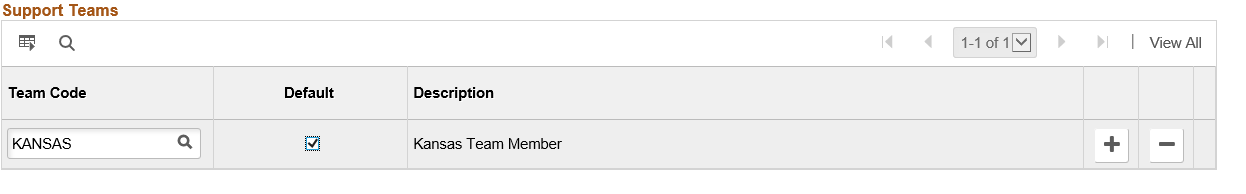 Support Teams
1-1 of 1 | View All
Team Code Default Description
KANSAS Kansas Team Member